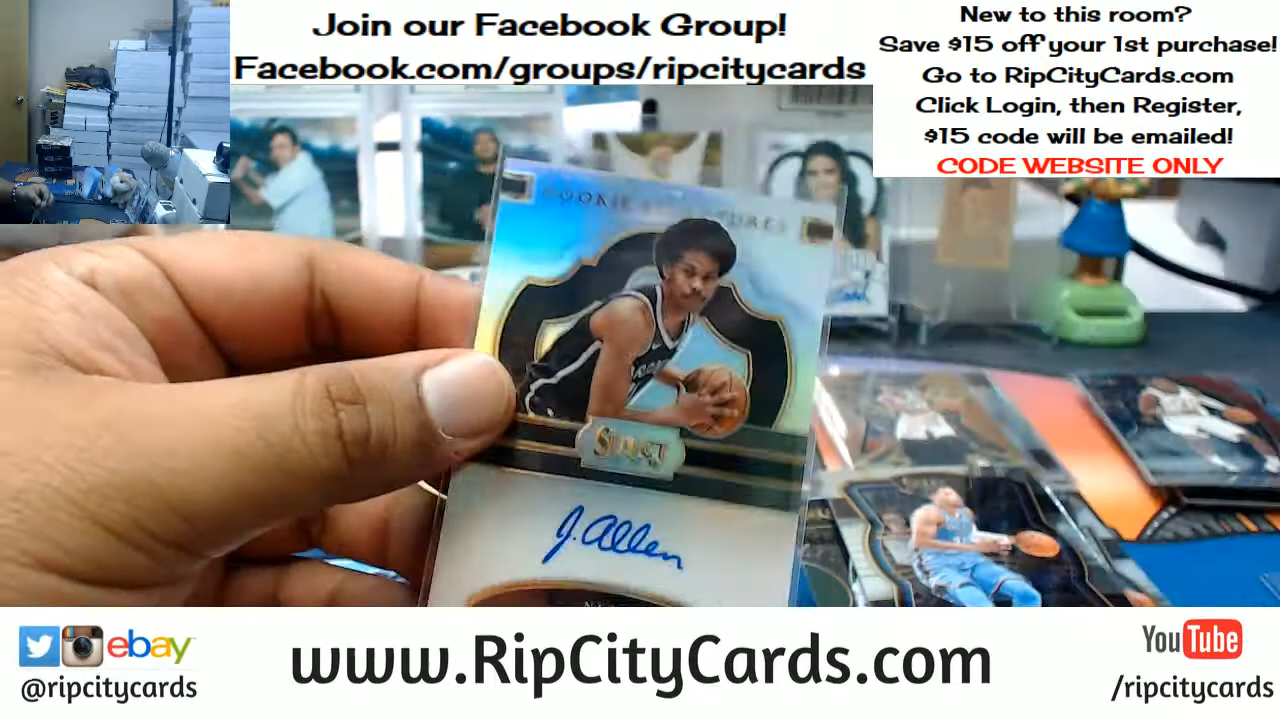 Join our Facebook Group!
Facebook.com/groups/ripcitycards
New to this room?
Save $15 off your 1st purchase!
Go to RipCityCards.com
Click Login, then Register,
$15 code will be emailed!
CODE WEBSITE ONLY
ROOKIE SIGNATURES
SELECT
J. Allen
ebay
@ripcitycards
www.RipCityCards.com
YouTube
/ripcitycards